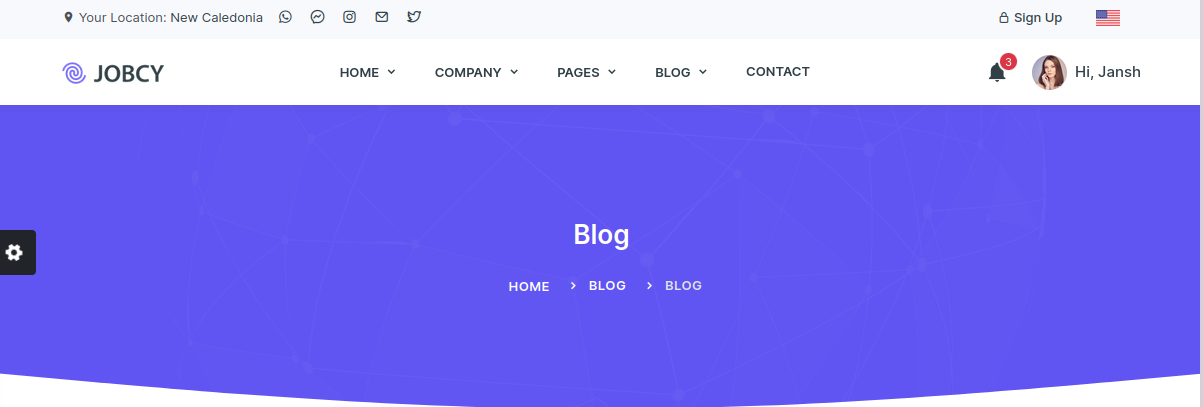 Your Location: New Caledonia
Sign Up
JOBCY
HOME COMPANY PAGES BLOG CONTACT
3
Hi, Jansh
Blog
HOME > BLOG > BLOG